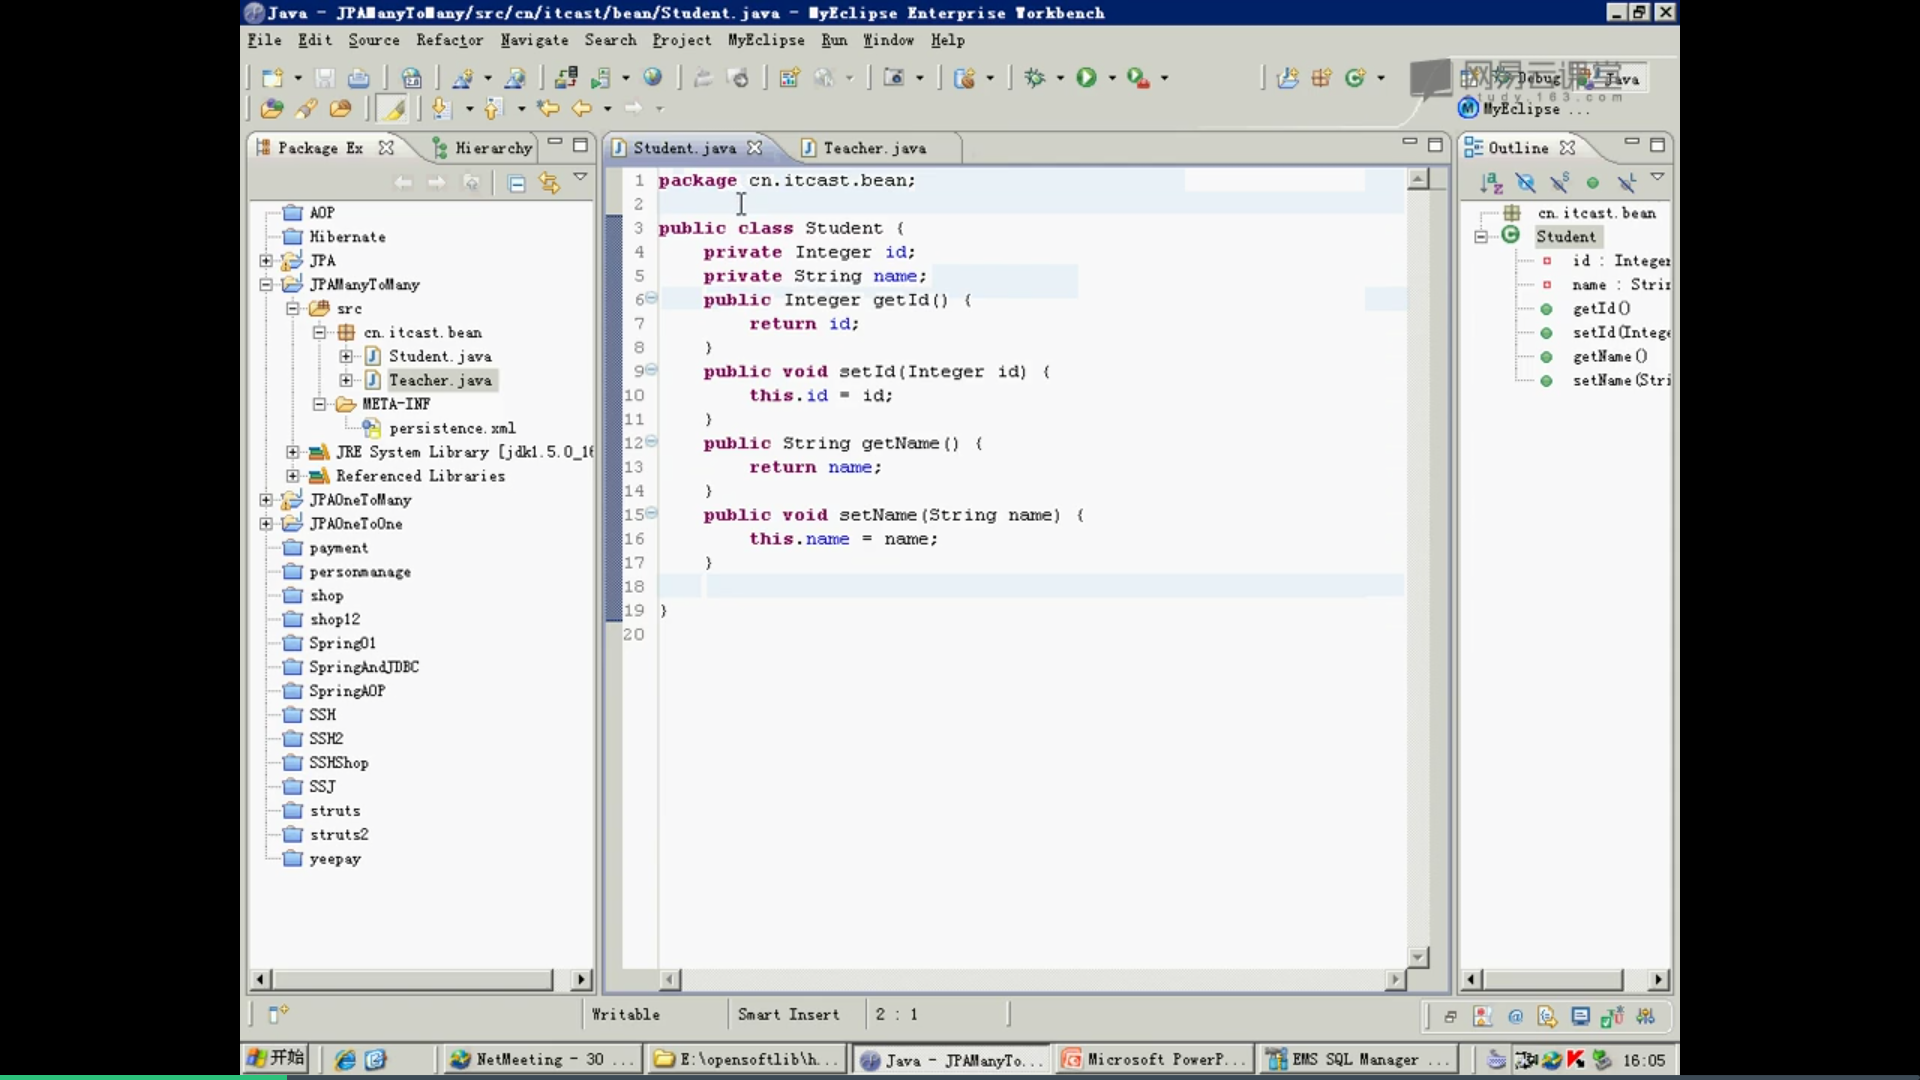 Java - JPAManyToMany/src/cn/itcast/bean/Student.java - MyEclipse Enterprise Workbench
File Edit Source Refactor Navigate Search Project MyEclipse Run Window Help
网易云课堂
study.163.com
Debug
Java
MyEclipse ...
Package Ex
Hierarchy
AOP
Hibernate
JPA
JPAManyToMany
src
cn.itcast.bean
Student.java
Teacher.java
META-INF
persistence.xml
JRE System Library [jdk1.5.0_16
Referenced Libraries
JPAOneToMany
JPAOneToOne
payment
personmanage
shop
shop12
Spring01
SpringAndJDBC
SpringAOP
SSH
SSH2
SSHShop
SSJ
struts
struts2
yeepay
Student.java
Teacher.java
1 package cn.itcast.bean;
2
3 public class Student {
4 private Integer id;
5 private String name;
6 public Integer getId() {
7 return id;
8 }
9 public void setId(Integer id) {
10 this.id = id;
11 }
12 public String getName() {
13 return name;
14 }
15 public void setName(String name) {
16 this.name = name;
17 }
18
19 }
20
Outline
cn.itcast.bean
Student
id : Integer
name : Stri
getId()
setId(Intege
getName()
setName(Stri
Writable
Smart Insert
2 : 1
开始
NetMeeting - 30 ...
E:\opensoftlib\h...
Java - JPAManyTo...
Microsoft PowerP...
EMS SQL Manager ...
16:05